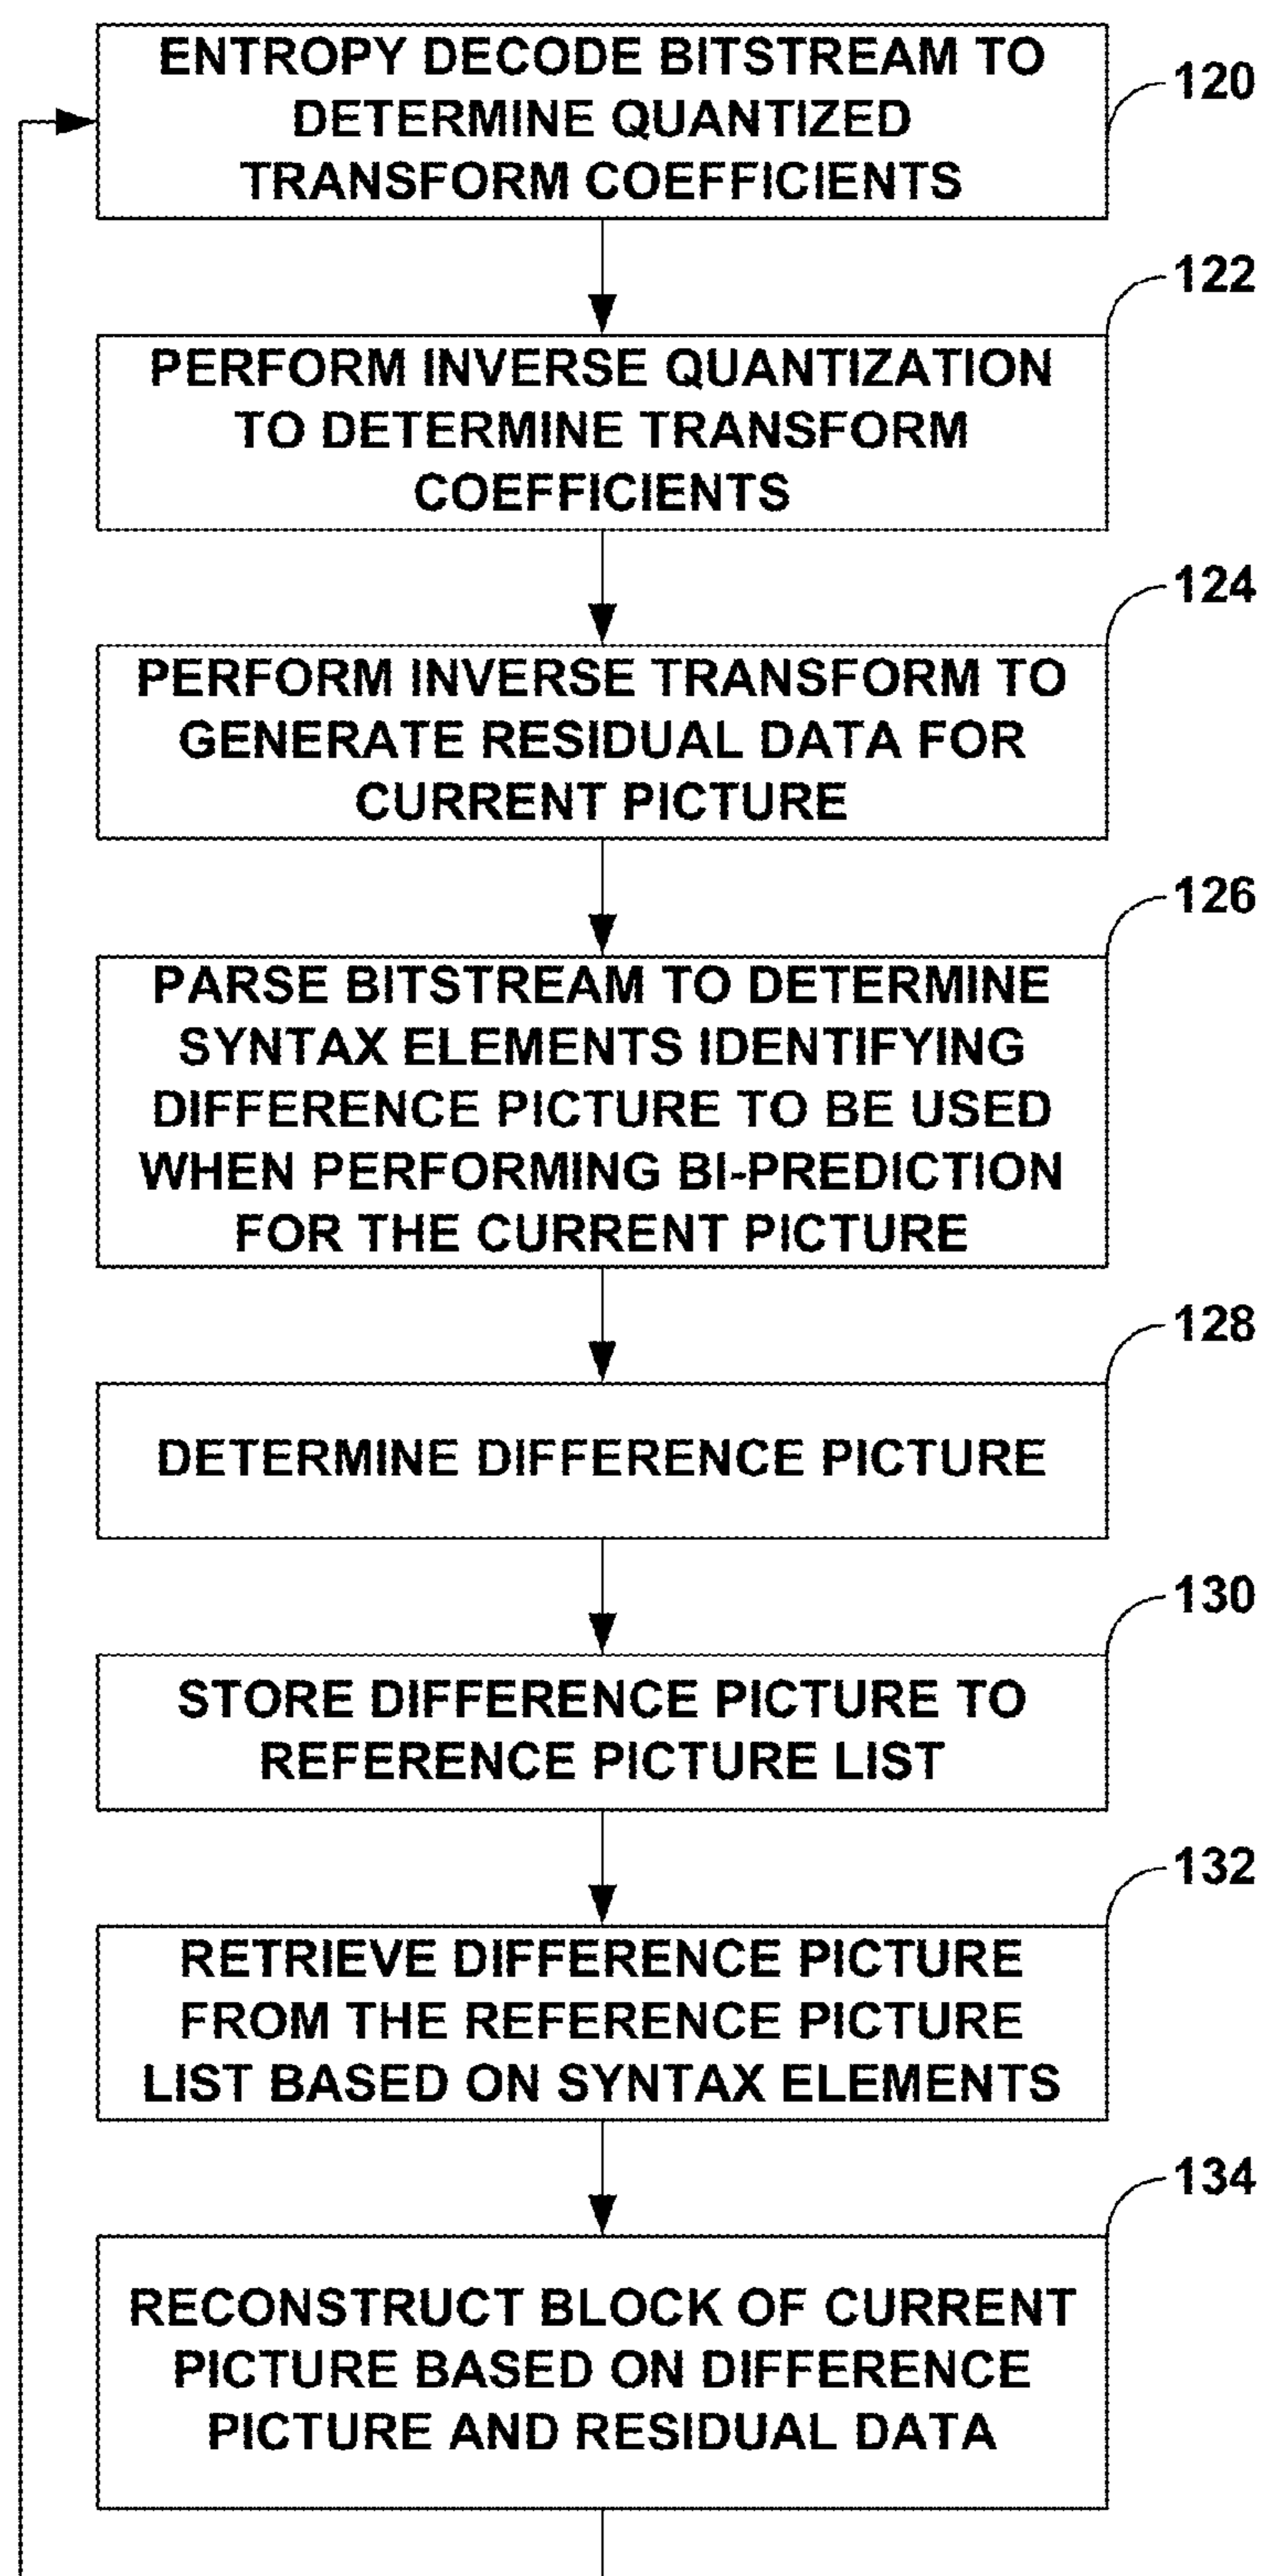 ENTROPY DECODE BITSTREAM TO
DETERMINE QUANTIZED
TRANSFORM COEFFICIENTS
120
PERFORM INVERSE QUANTIZATION
TO DETERMINE TRANSFORM
COEFFICIENTS
122
PERFORM INVERSE TRANSFORM TO
GENERATE RESIDUAL DATA FOR
CURRENT PICTURE
124
PARSE BITSTREAM TO DETERMINE
SYNTAX ELEMENTS IDENTIFYING
DIFFERENCE PICTURE TO BE USED
WHEN PERFORMING BI-PREDICTION
FOR THE CURRENT PICTURE
126
DETERMINE DIFFERENCE PICTURE
128
STORE DIFFERENCE PICTURE TO
REFERENCE PICTURE LIST
130
RETRIEVE DIFFERENCE PICTURE
FROM THE REFERENCE PICTURE
LIST BASED ON SYNTAX ELEMENTS
132
RECONSTRUCT BLOCK OF CURRENT
PICTURE BASED ON DIFFERENCE
PICTURE AND RESIDUAL DATA
134